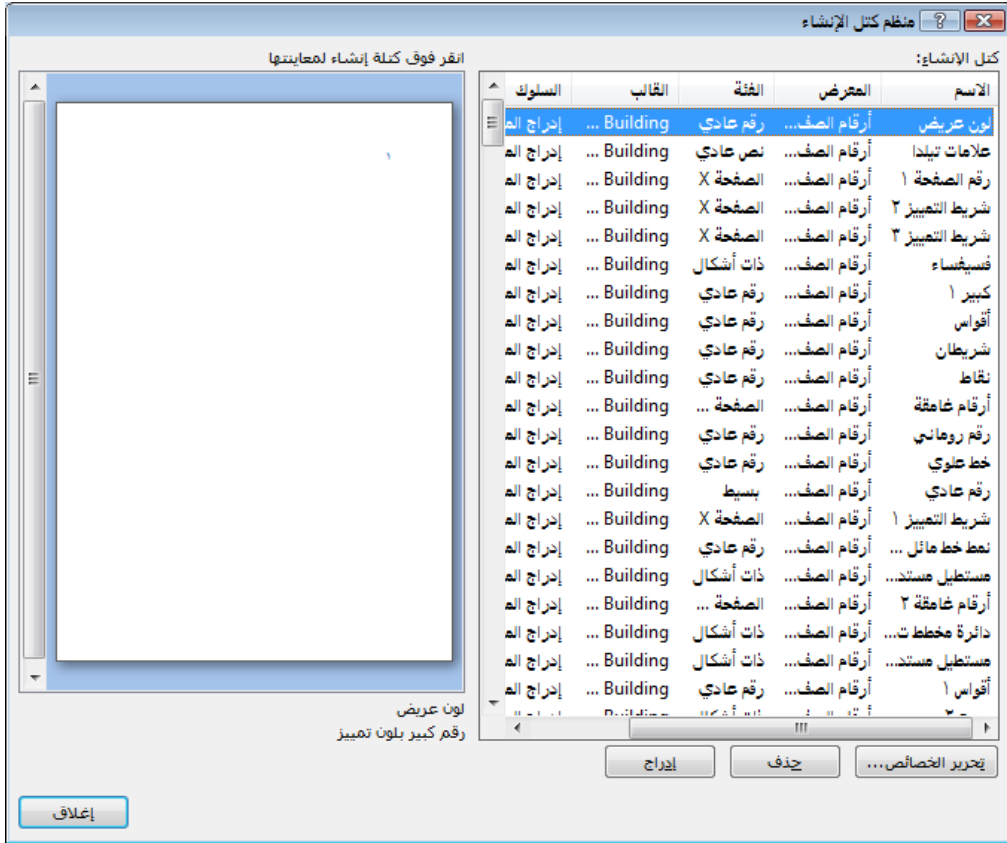 منظم كتل الإنشاء
كتل الإنشاء:
الاسم المعرض الفئة القالب السلوك
لون عريض أرقام الصف... رقم عادي Building ... إدراج الم
علامات تيلدا أرقام الصف... نص عادي Building ... إدراج الم
رقم الصفحة ١ أرقام الصف... الصفحة X Building ... إدراج الم
شريط التمييز ٢ أرقام الصف... الصفحة X Building ... إدراج الم
شريط التمييز ٣ أرقام الصف... الصفحة X Building ... إدراج الم
فسيفساء أرقام الصف... ذات أشكال Building ... إدراج الم
كبير ١ أرقام الصف... رقم عادي Building ... إدراج الم
أقواس أرقام الصف... رقم عادي Building ... إدراج الم
شريطان أرقام الصف... رقم عادي Building ... إدراج الم
نقاط أرقام الصف... رقم عادي Building ... إدراج الم
أرقام غامقة أرقام الصف... الصفحة ... Building ... إدراج الم
رقم روماني أرقام الصف... رقم عادي Building ... إدراج الم
خط علوي أرقام الصف... رقم عادي Building ... إدراج الم
رقم عادي أرقام الصف... بسيط Building ... إدراج الم
شريط التمييز ١ أرقام الصف... الصفحة X Building ... إدراج الم
نمط خط مائل ... أرقام الصف... رقم عادي Building ... إدراج الم
مستطيل مستد... أرقام الصف... ذات أشكال Building ... إدراج الم
أرقام غامقة ٢ أرقام الصف... الصفحة ... Building ... إدراج الم
دائرة مخطط ت... أرقام الصف... ذات أشكال Building ... إدراج الم
مستطيل مستد... أرقام الصف... ذات أشكال Building ... إدراج الم
أقواس ١ أرقام الصف... رقم عادي Building ... إدراج الم
تحرير الخصائص... حذف إدراج
انقر فوق كتلة إنشاء لمعاينتها
١
لون عريض
رقم كبير بلون تمييز
إغلاق